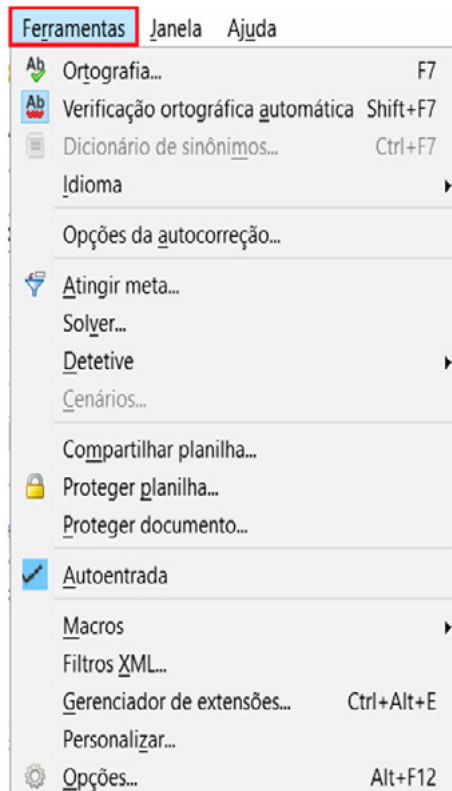 Ferramentas Janela Ajuda
Ortografia... F7
Verificação ortográfica automática Shift+F7
Dicionário de sinônimos... Ctrl+F7
Idioma
Opções da autocorreção...
Atingir meta...
Solver...
Detetive
Cenários...
Compartilhar planilha...
Proteger planilha...
Proteger documento...
Autoentrada
Macros
Filtros XML...
Gerenciador de extensões... Ctrl+Alt+E
Personalizar...
Opções... Alt+F12